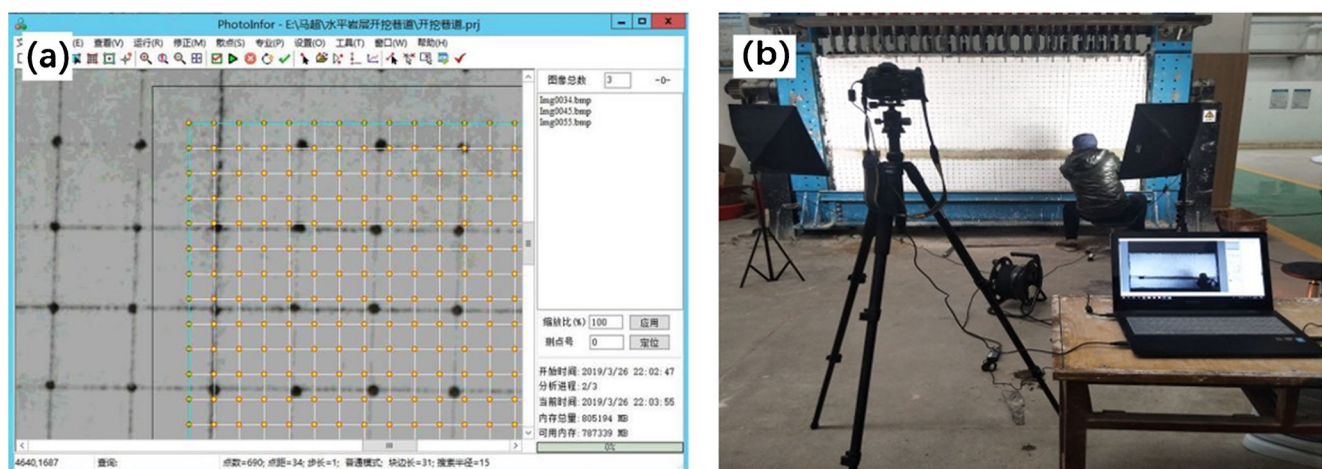 (a)
PhotoInfor - E:\马超\水平岩层开挖巷道\开挖巷道.prj
(E) 查看(V) 运行(R) 修正(M) 散点(S) 专业(P) 设置(O) 工具(T) 窗口(W) 帮助(H)
图像总数 3 -0-
Img0034.bmp
Img0045.bmp
Img0055.bmp
缩放比(%) 100 应用
测点号 0 定位
开始时间: 2019/3/26 22:02:47
分析进程: 2/3
当前时间: 2019/3/26 22:03:55
内存总量: 805194 MB
可用内存: 787339 MB
0%
4640,1687 查询: 点数=690; 点距=34; 步长=1; 普通模式; 块边长=31; 搜索半径=15
(b)